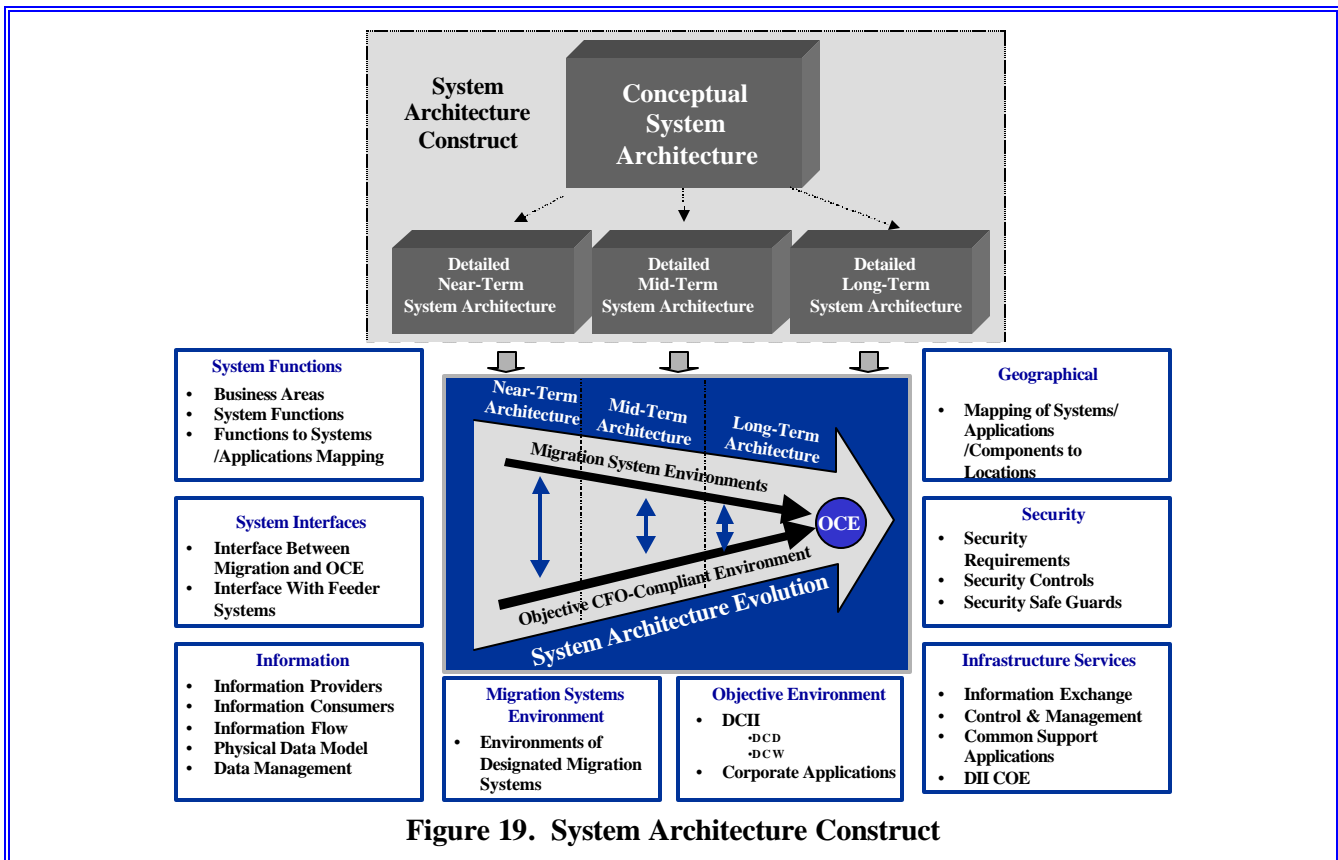 System
Architecture
Construct
Conceptual
System
Architecture
Detailed
Near-Term
System Architecture
Detailed
Mid-Term
System Architecture
Detailed
Long-Term
System Architecture
System Functions
• Business Areas
• System Functions
• Functions to Systems
/Applications Mapping
System Interfaces
• Interface Between
Migration and OCE
• Interface With Feeder
Systems
Information
• Information Providers
• Information Consumers
• Information Flow
• Physical Data Model
• Data Management
Near-Term
Architecture
Mid-Term
Architecture
Long-Term
Architecture
Migration System Environments
OCE
Objective CFO-Compliant Environment
System Architecture Evolution
Migration Systems
Environment
• Environments of
Designated Migration
Systems
Objective Environment
• DCII
•DCD
•DCW
• Corporate Applications
Geographical
• Mapping of Systems/
Applications
/Components to
Locations
Security
• Security
Requirements
• Security Controls
• Security Safe Guards
Infrastructure Services
• Information Exchange
• Control & Management
• Common Support
Applications
• DII COE
Figure 19. System Architecture Construct